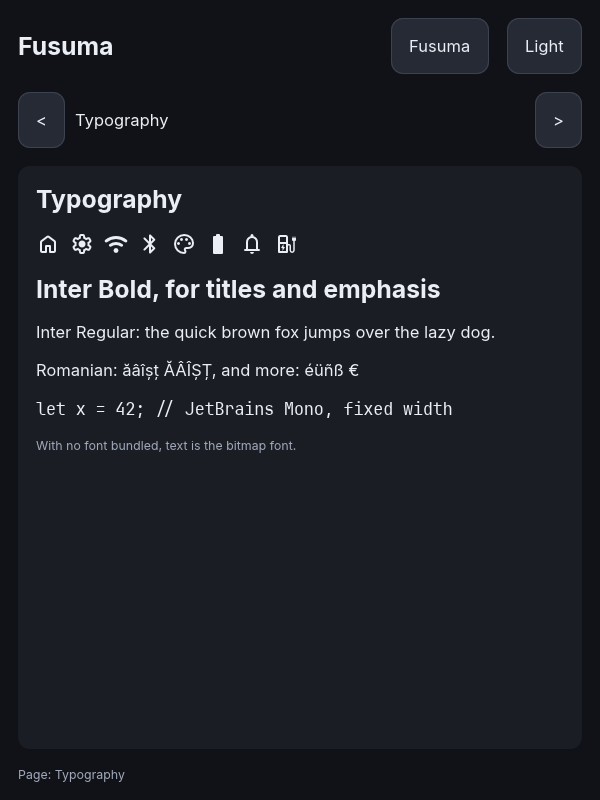 Fusuma
Fusuma
Light
<
Typography
>
Typography
Inter Bold, for titles and emphasis
Inter Regular: the quick brown fox jumps over the lazy dog.
Romanian: ăâîșț ĂÂÎȘȚ, and more: éüñß €
let x = 42; // JetBrains Mono, fixed width
With no font bundled, text is the bitmap font.
Page: Typography